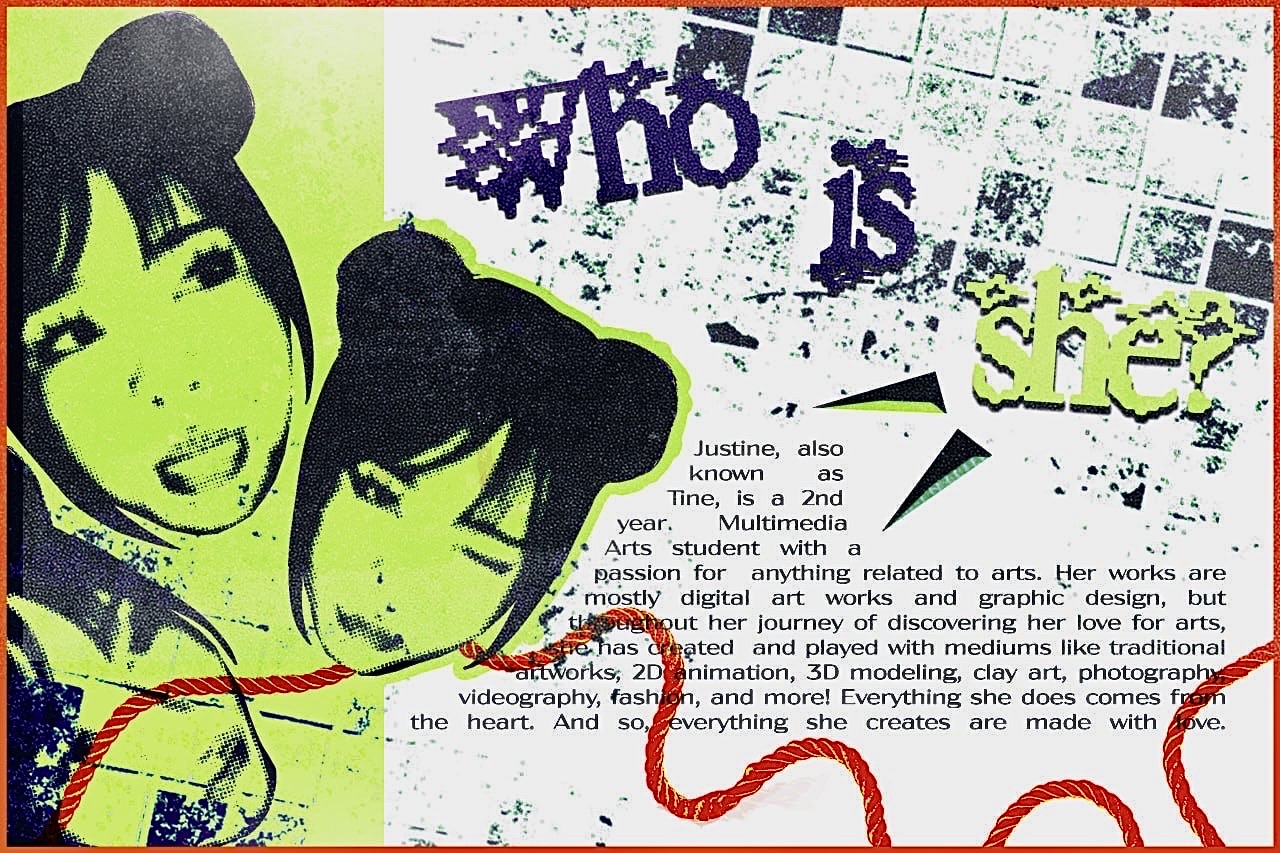 Who
is
she?
Justine, also
known as
Tine, is a 2nd
year. Multimedia
Arts student with a
passion for anything related to arts. Her works are
mostly digital art works and graphic design, but
throughout her journey of discovering her love for arts,
she has created and played with mediums like traditional
artworks, 2D animation, 3D modeling, clay art, photography,
videography, fashion, and more! Everything she does comes from
the heart. And so, everything she creates are made with love.